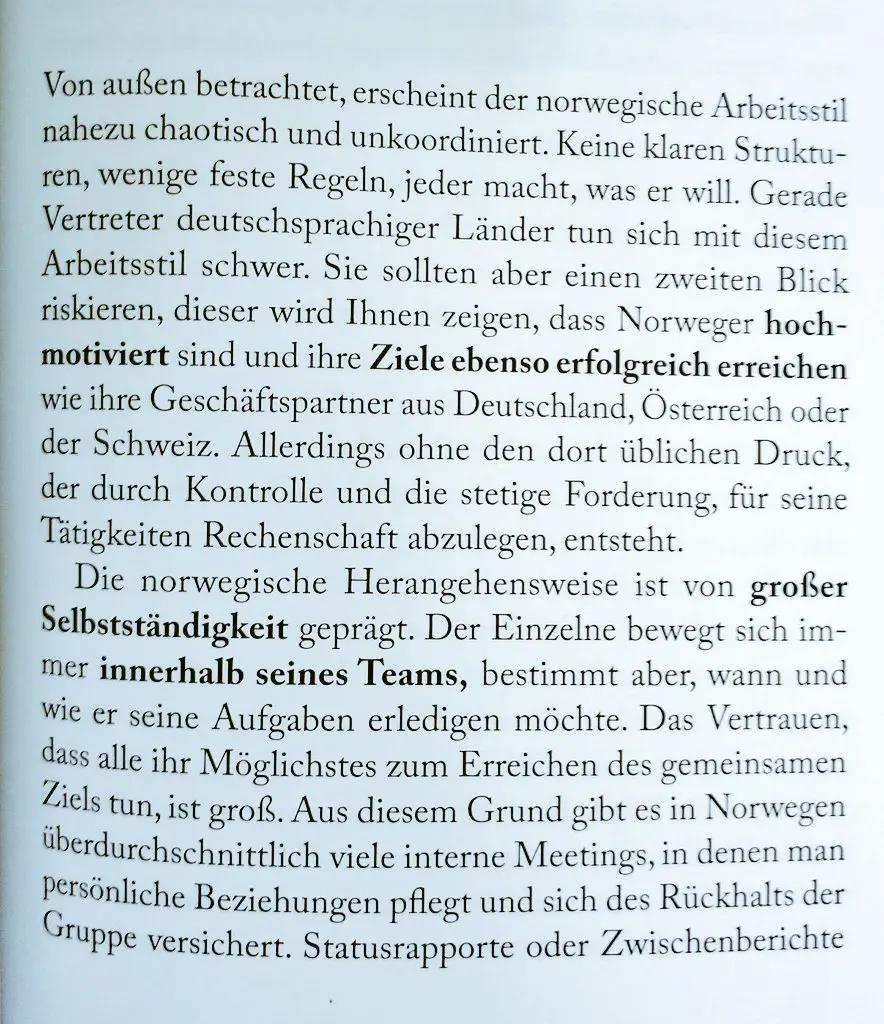 Von außen betrachtet, erscheint der norwegische Arbeitsstil
nahezu chaotisch und unkoordiniert. Keine klaren Struktu-
ren, wenige feste Regeln, jeder macht, was er will. Gerade
Vertreter deutschsprachiger Länder tun sich mit diesem
Arbeitsstil schwer. Sie sollten aber einen zweiten Blick
riskieren, dieser wird Ihnen zeigen, dass Norweger hoch-
motiviert sind und ihre Ziele ebenso erfolgreich erreichen
wie ihre Geschäftspartner aus Deutschland, Österreich oder
der Schweiz. Allerdings ohne den dort üblichen Druck,
der durch Kontrolle und die stetige Forderung, für seine
Tätigkeiten Rechenschaft abzulegen, entsteht.
Die norwegische Herangehensweise ist von großer
Selbstständigkeit geprägt. Der Einzelne bewegt sich im-
mer innerhalb seines Teams, bestimmt aber, wann und
wie er seine Aufgaben erledigen möchte. Das Vertrauen,
dass alle ihr Möglichstes zum Erreichen des gemeinsamen
Ziels tun, ist groß. Aus diesem Grund gibt es in Norwegen
überdurchschnittlich viele interne Meetings, in denen man
persönliche Beziehungen pflegt und sich des Rückhalts der
Gruppe versichert. Statusrapporte oder Zwischenberichte